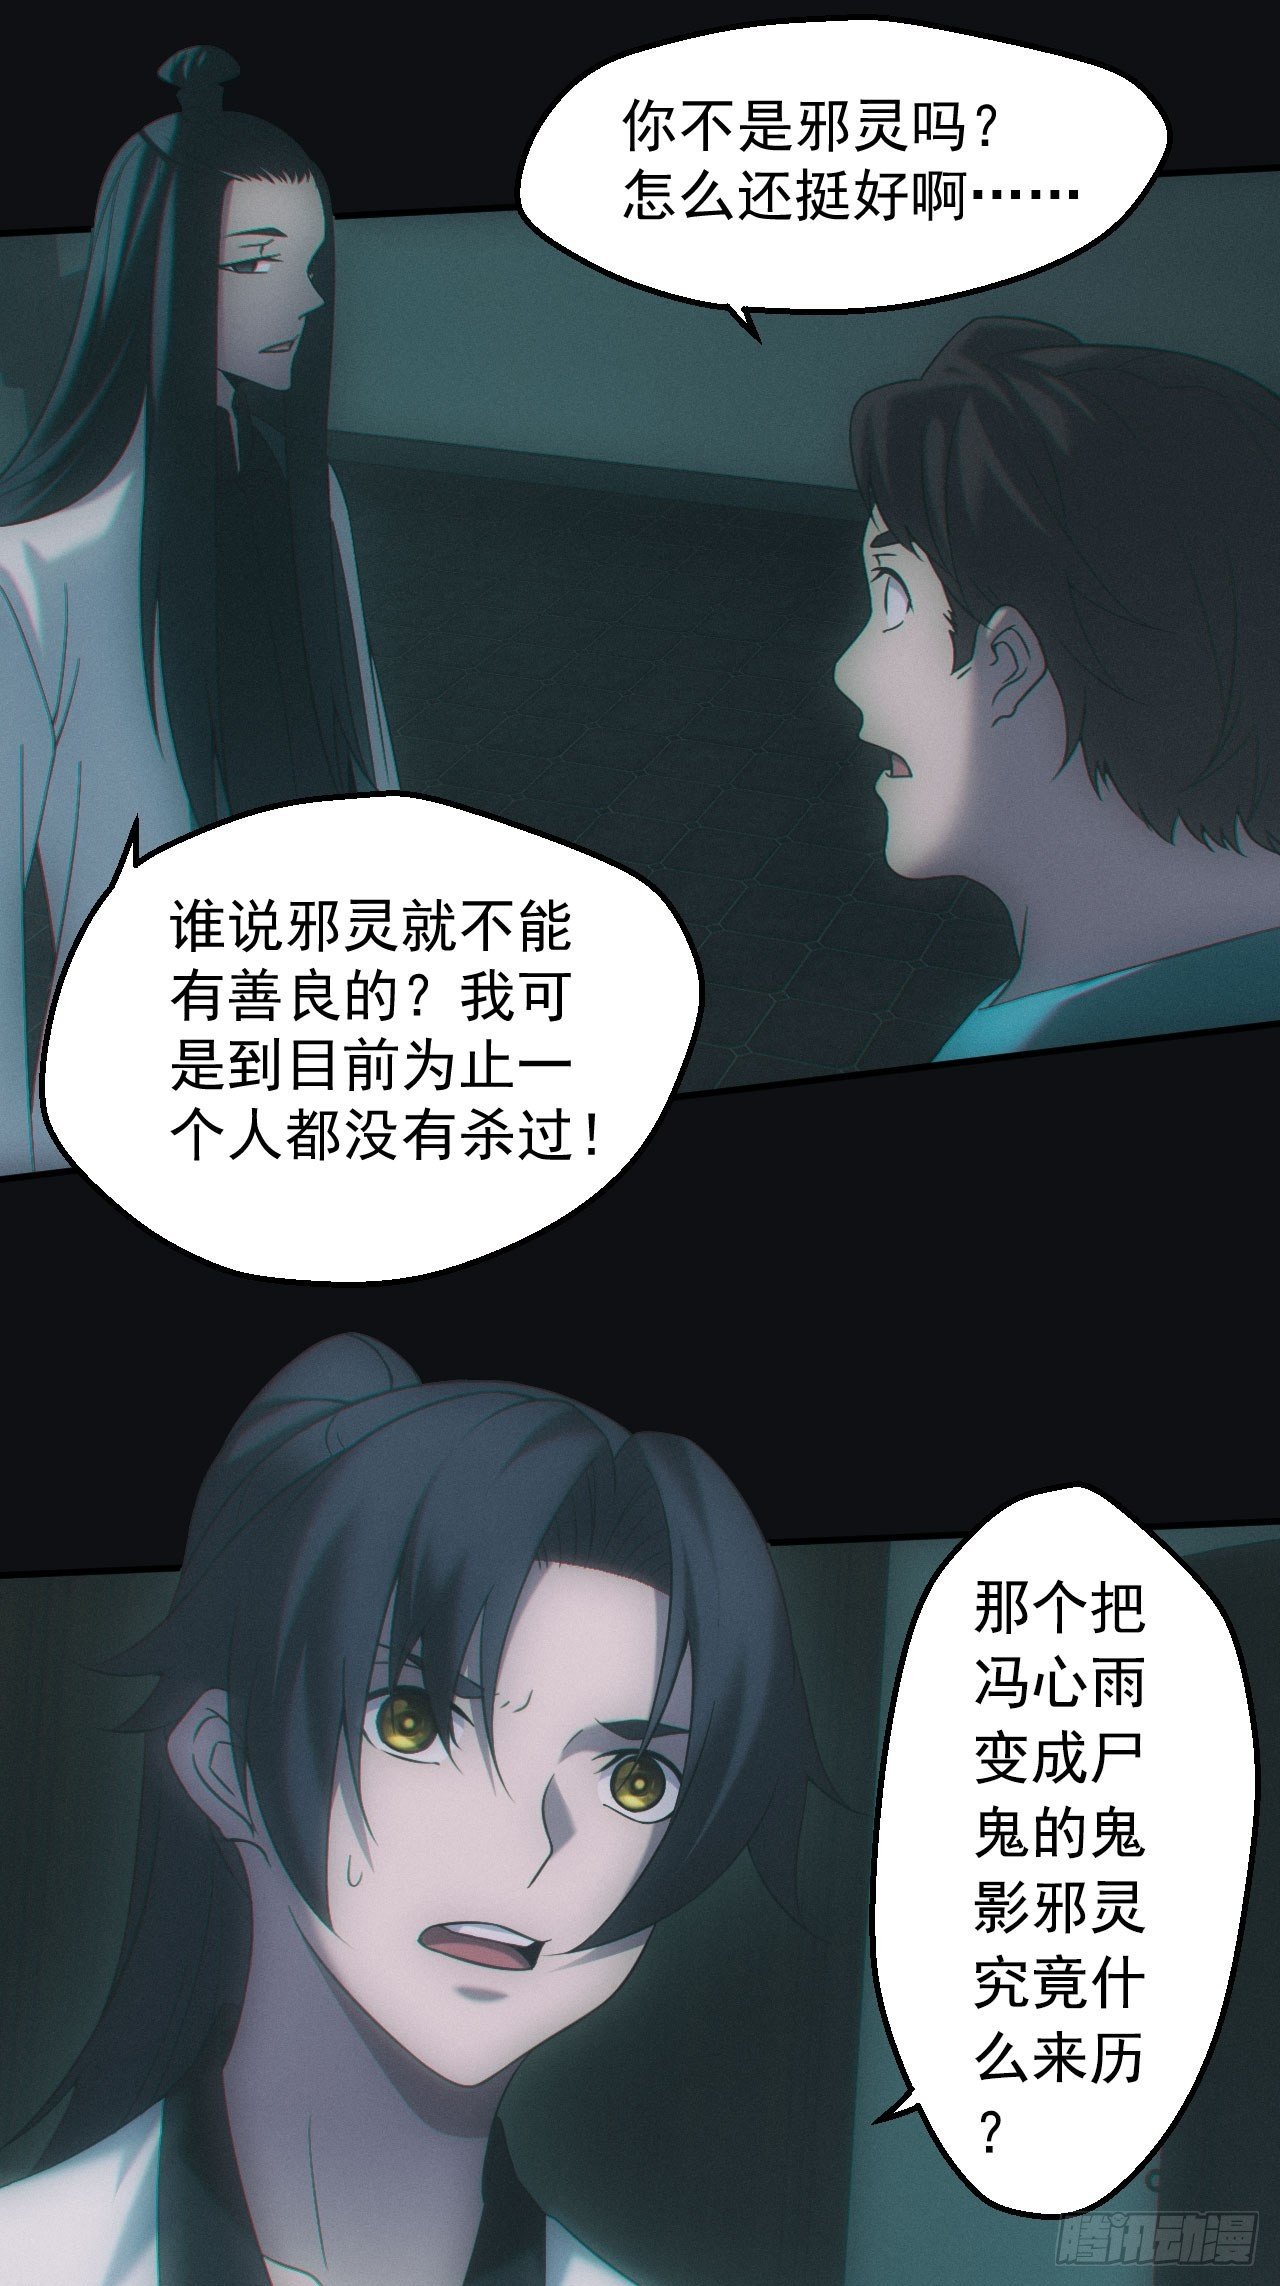 你不是邪灵吗？
怎么还挺好啊……
谁说邪灵就不能
有善良的？我可
是到目前为止一
个人都没有杀过！
那个把
冯心雨
变成尸
鬼的鬼
影邪灵
究竟什
么来历
？
腾讯动漫